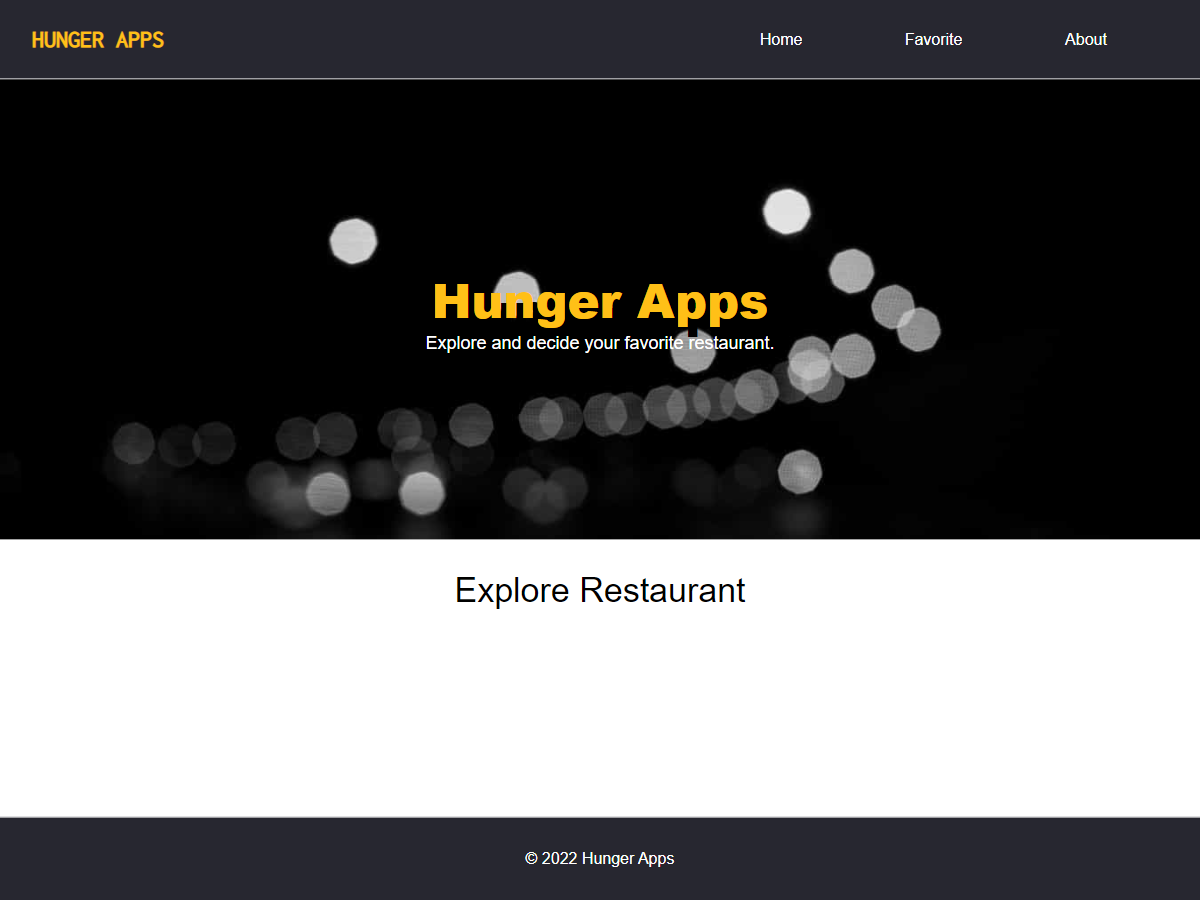 HUNGER APPS
Home Favorite About
Hunger Apps
Explore and decide your favorite restaurant.
Explore Restaurant
© 2022 Hunger Apps